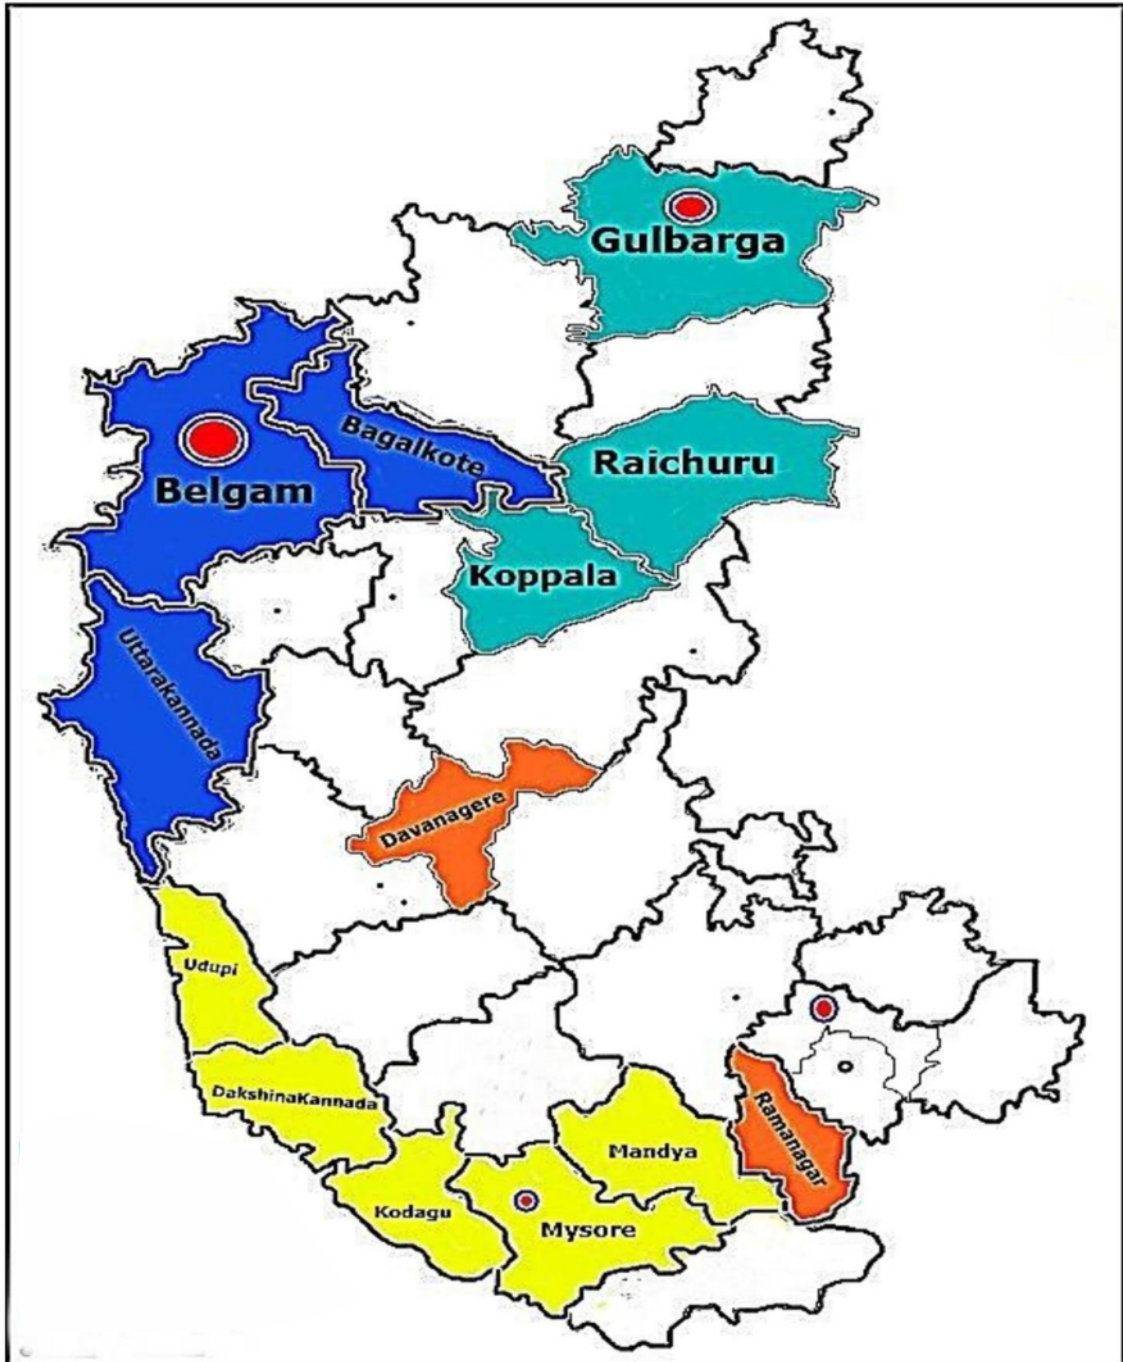 Gulbarga
Bagalkote
Raichuru
Belgam
Koppala
Uttarakannada
Davanagere
Udupi
DakshinaKannada
Ramanagar
Mandya
Kodagu
Mysore